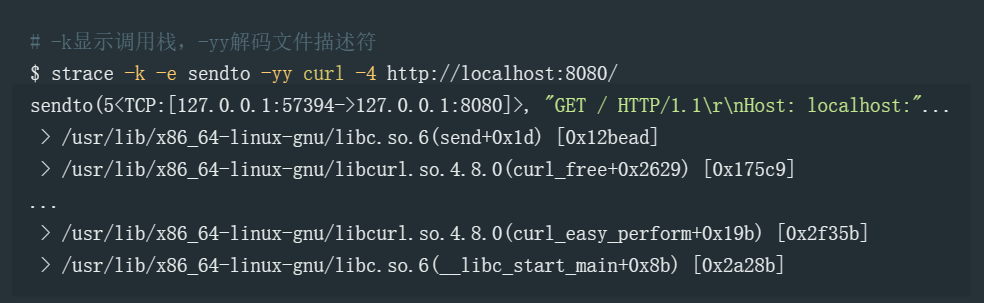 # -k显示调用栈，-yy解码文件描述符
$ strace -k -e sendto -yy curl -4 http://localhost:8080/
sendto(5<TCP:[127.0.0.1:57394->127.0.0.1:8080]>, "GET / HTTP/1.1\r\nHost: localhost:"...
 > /usr/lib/x86_64-linux-gnu/libc.so.6(send+0x1d) [0x12bead]
 > /usr/lib/x86_64-linux-gnu/libcurl.so.4.8.0(curl_free+0x2629) [0x175c9]
...
 > /usr/lib/x86_64-linux-gnu/libcurl.so.4.8.0(curl_easy_perform+0x19b) [0x2f35b]
 > /usr/lib/x86_64-linux-gnu/libc.so.6(__libc_start_main+0x8b) [0x2a28b]